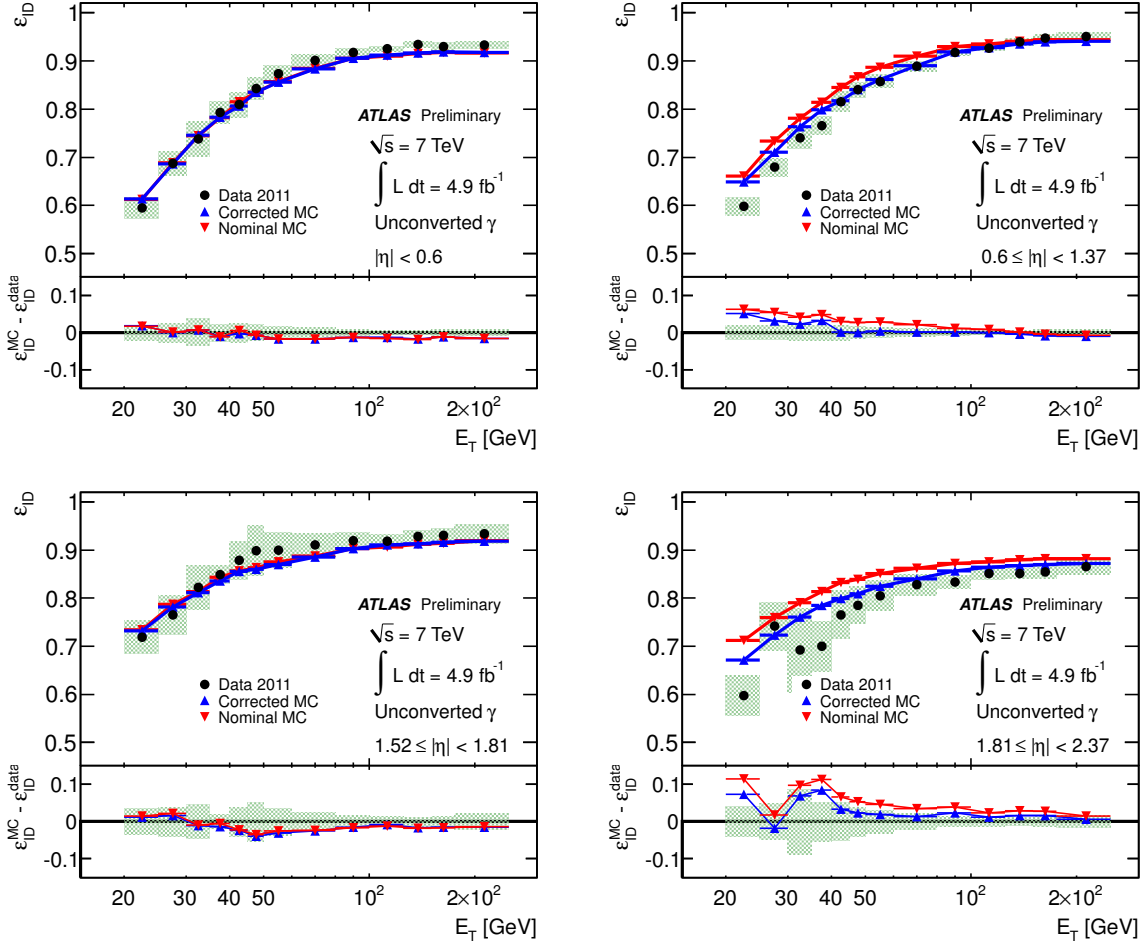 ε_ID
1
0.9
0.8
0.7
0.6
0.5
ATLAS Preliminary
√s = 7 TeV
∫ L dt = 4.9 fb⁻¹
Data 2011
Corrected MC
Nominal MC
Unconverted γ
|η| < 0.6
ε_ID^MC - ε_ID^data
0.1
0
-0.1
20 30 40 50 10² 2×10²
E_T [GeV]
ε_ID
1
0.9
0.8
0.7
0.6
0.5
ATLAS Preliminary
√s = 7 TeV
∫ L dt = 4.9 fb⁻¹
Data 2011
Corrected MC
Nominal MC
Unconverted γ
0.6 ≤ |η| < 1.37
ε_ID^MC - ε_ID^data
0.1
0
-0.1
20 30 40 50 10² 2×10²
E_T [GeV]
ε_ID
1
0.9
0.8
0.7
0.6
0.5
ATLAS Preliminary
√s = 7 TeV
∫ L dt = 4.9 fb⁻¹
Data 2011
Corrected MC
Nominal MC
Unconverted γ
1.52 ≤ |η| < 1.81
ε_ID^MC - ε_ID^data
0.1
0
-0.1
20 30 40 50 10² 2×10²
E_T [GeV]
ε_ID
1
0.9
0.8
0.7
0.6
0.5
ATLAS Preliminary
√s = 7 TeV
∫ L dt = 4.9 fb⁻¹
Data 2011
Corrected MC
Nominal MC
Unconverted γ
1.81 ≤ |η| < 2.37
ε_ID^MC - ε_ID^data
0.1
0
-0.1
20 30 40 50 10² 2×10²
E_T [GeV]